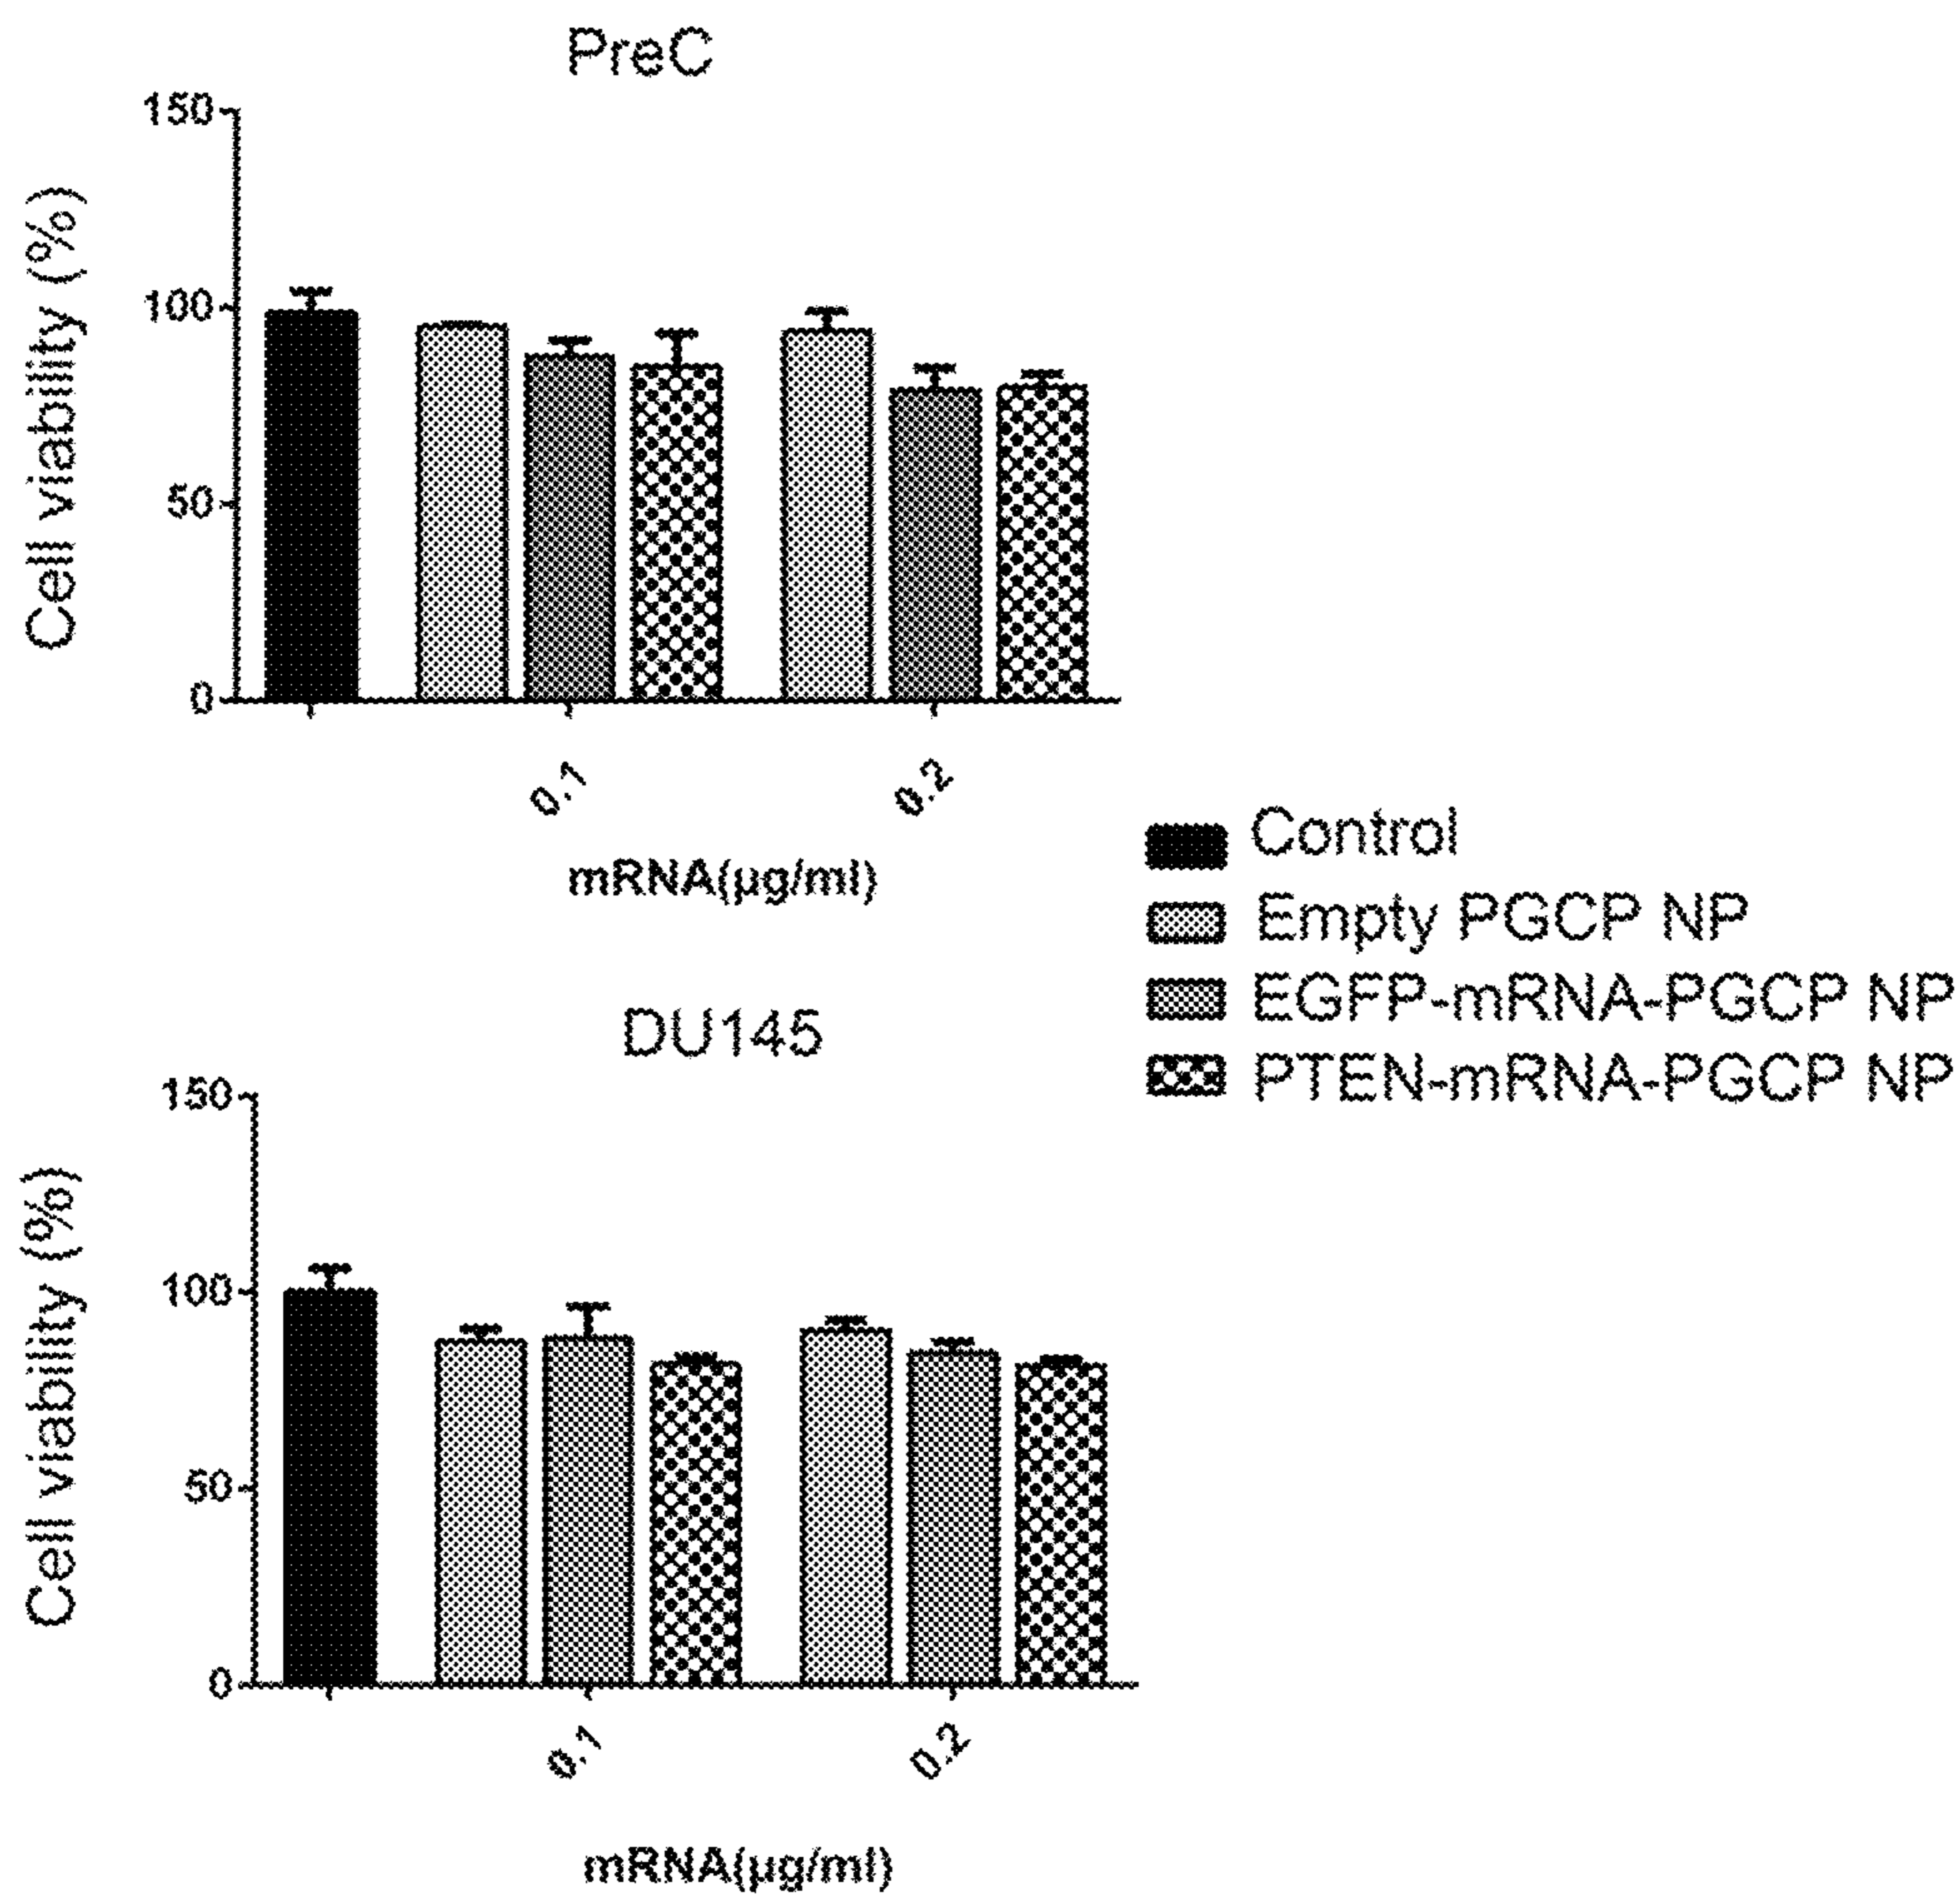 PreC
Cell viability (%)
150
100
50
0
0.1
0.2
mRNA(µg/ml)
Control
Empty PGCP NP
EGFP-mRNA-PGCP NP
PTEN-mRNA-PGCP NP
DU145
Cell viability (%)
150
100
50
0
0.1
0.2
mRNA(µg/ml)